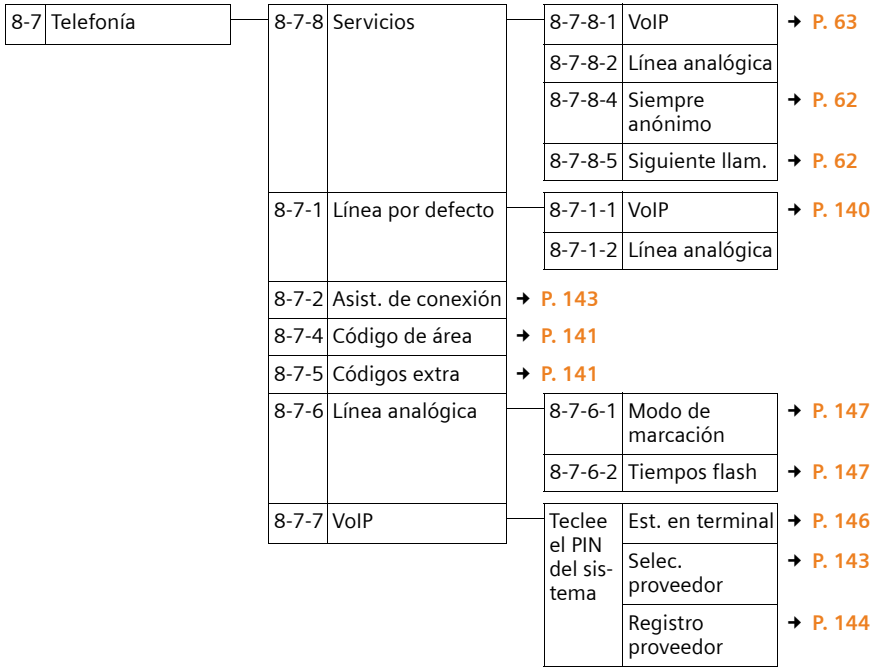 8-7 Telefonía 8-7-8 Servicios 8-7-8-1 VoIP → P. 63
8-7-8-2 Línea analógica
8-7-8-4 Siempre → P. 62
anónimo
8-7-8-5 Siguiente llam. → P. 62
8-7-1 Línea por defecto 8-7-1-1 VoIP → P. 140
8-7-1-2 Línea analógica
8-7-2 Asist. de conexión → P. 143
8-7-4 Código de área → P. 141
8-7-5 Códigos extra → P. 141
8-7-6 Línea analógica 8-7-6-1 Modo de → P. 147
marcación
8-7-6-2 Tiempos flash → P. 147
8-7-7 VoIP
Teclee
el PIN
del sis-
tema
Est. en terminal → P. 146
Selec. → P. 143
proveedor
Registro → P. 144
proveedor